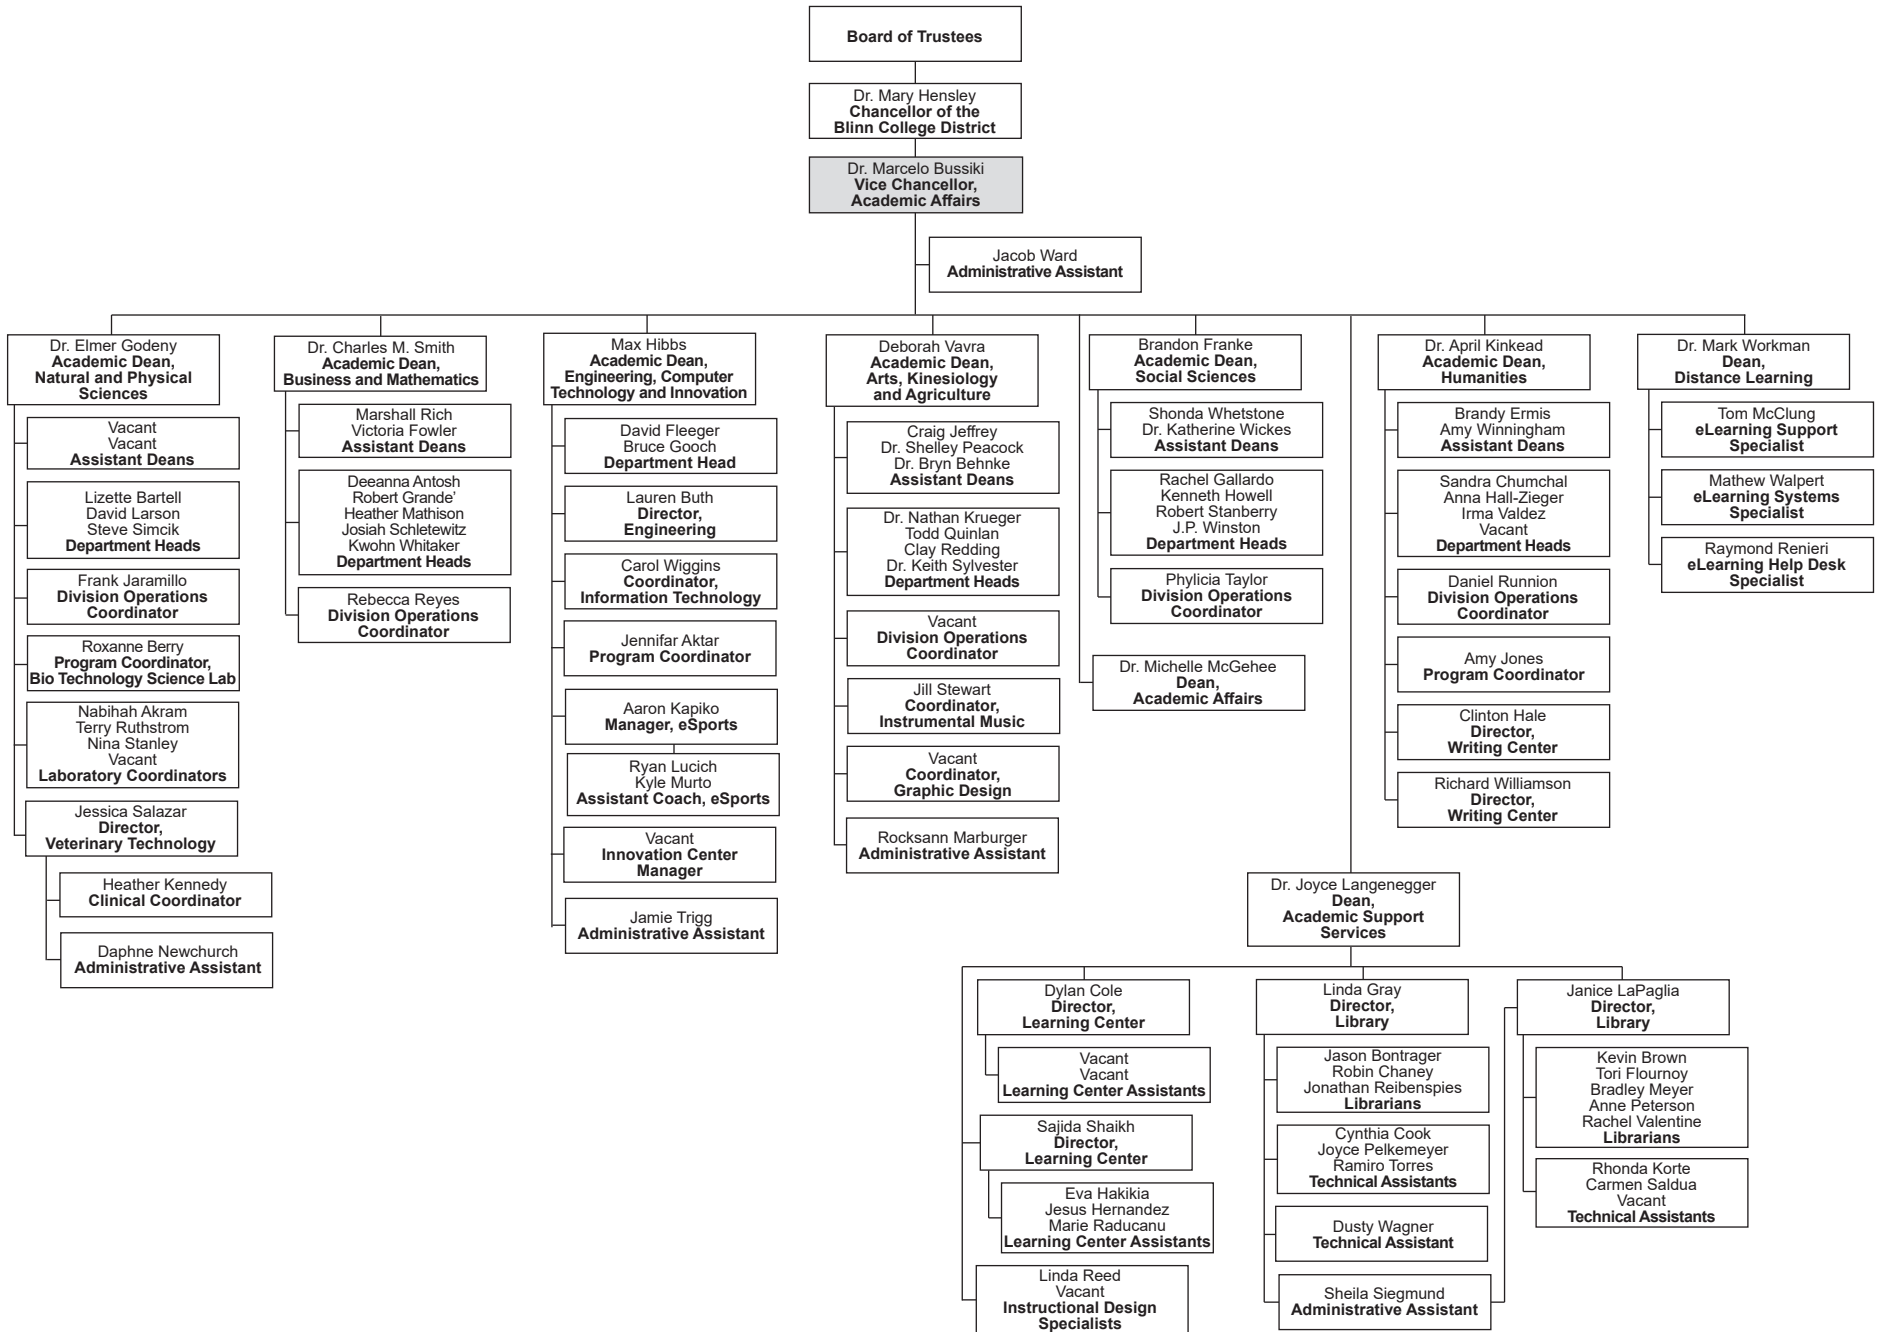 Board of Trustees
Dr. Mary Hensley
Chancellor of the
Blinn College District
Dr. Marcelo Bussiki
Vice Chancellor,
Academic Affairs
Jacob Ward
Administrative Assistant
Dr. Elmer Godeny
Academic Dean,
Natural and Physical
Sciences
Vacant
Vacant
Assistant Deans
Lizette Bartell
David Larson
Steve Simcik
Department Heads
Frank Jaramillo
Division Operations
Coordinator
Roxanne Berry
Program Coordinator,
Bio Technology Science Lab
Nabihah Akram
Terry Ruthstrom
Nina Stanley
Vacant
Laboratory Coordinators
Jessica Salazar
Director,
Veterinary Technology
Heather Kennedy
Clinical Coordinator
Daphne Newchurch
Administrative Assistant
Dr. Charles M. Smith
Academic Dean,
Business and Mathematics
Marshall Rich
Victoria Fowler
Assistant Deans
Deeanna Antosh
Robert Grande’
Heather Mathison
Josiah Schletewitz
Kwohn Whitaker
Department Heads
Rebecca Reyes
Division Operations
Coordinator
Max Hibbs
Academic Dean,
Engineering, Computer
Technology and Innovation
David Fleeger
Bruce Gooch
Department Head
Lauren Buth
Director,
Engineering
Carol Wiggins
Coordinator,
Information Technology
Jennifar Aktar
Program Coordinator
Aaron Kapiko
Manager, eSports
Ryan Lucich
Kyle Murto
Assistant Coach, eSports
Vacant
Innovation Center
Manager
Jamie Trigg
Administrative Assistant
Deborah Vavra
Academic Dean,
Arts, Kinesiology
and Agriculture
Craig Jeffrey
Dr. Shelley Peacock
Dr. Bryn Behnke
Assistant Deans
Dr. Nathan Krueger
Todd Quinlan
Clay Redding
Dr. Keith Sylvester
Department Heads
Vacant
Division Operations
Coordinator
Jill Stewart
Coordinator,
Instrumental Music
Vacant
Coordinator,
Graphic Design
Rocksann Marburger
Administrative Assistant
Brandon Franke
Academic Dean,
Social Sciences
Shonda Whetstone
Dr. Katherine Wickes
Assistant Deans
Rachel Gallardo
Kenneth Howell
Robert Stanberry
J.P. Winston
Department Heads
Phylicia Taylor
Division Operations
Coordinator
Dr. Michelle McGehee
Dean,
Academic Affairs
Dr. April Kinkead
Academic Dean,
Humanities
Brandy Ermis
Amy Winningham
Assistant Deans
Sandra Chumchal
Anna Hall-Zieger
Irma Valdez
Vacant
Department Heads
Daniel Runnion
Division Operations
Coordinator
Amy Jones
Program Coordinator
Clinton Hale
Director,
Writing Center
Richard Williamson
Director,
Writing Center
Dr. Mark Workman
Dean,
Distance Learning
Tom McClung
eLearning Support
Specialist
Mathew Walpert
eLearning Systems
Specialist
Raymond Renieri
eLearning Help Desk
Specialist
Dr. Joyce Langenegger
Dean,
Academic Support
Services
Dylan Cole
Director,
Learning Center
Vacant
Vacant
Learning Center Assistants
Sajida Shaikh
Director,
Learning Center
Eva Hakikia
Jesus Hernandez
Marie Raducanu
Learning Center Assistants
Linda Reed
Vacant
Instructional Design
Specialists
Linda Gray
Director,
Library
Jason Bontrager
Robin Chaney
Jonathan Reibenspies
Librarians
Cynthia Cook
Joyce Pelkemeyer
Ramiro Torres
Technical Assistants
Dusty Wagner
Technical Assistant
Sheila Siegmund
Administrative Assistant
Janice LaPaglia
Director,
Library
Kevin Brown
Tori Flournoy
Bradley Meyer
Anne Peterson
Rachel Valentine
Librarians
Rhonda Korte
Carmen Saldua
Vacant
Technical Assistants